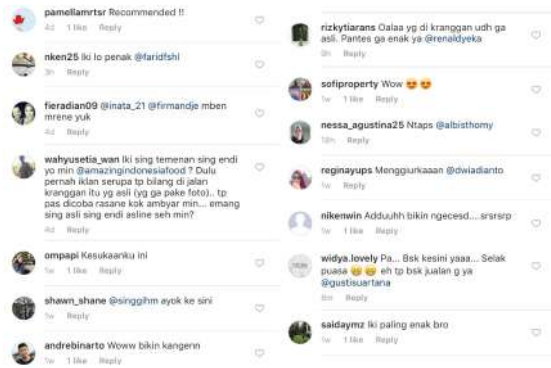 pamellamrtsr Recommended !!
4d 1 like Reply
nken25 Iki lo penak @faridfshl
3h Reply
fieradian09 @inata_21 @firmandje mben
mrene yuk
4d Reply
wahyusetia_wan Iki sing temenan sing endi
yo min @amazingindonesiafood ? Dulu
pernah iklan serupa tp bilang di jalan
kranggan itu yg asli (yg ga pake foto).. tp
pas dicoba rasane kok ambyar min... emang
sing asli sing endi asline seh min?
4d Reply
ompapi Kesukaanku ini
1w 1 like Reply
shawn_shane @singgihm ayok ke sini
1w Reply
andrebinarto Woww bikin kangenn
1w 1 like Reply
rizkytiarans Oalaa yg di kranggan udh ga
asli. Pantes ga enak ya @renaldyeka
Reply
sofiproperty Wow 😍😍
1w 1 like Reply
nessa_agustina25 Ntaps @albisthomy
18h Reply
reginayups Menggiurkaaan @dwiadianto
1w Reply
nikenwin Adduuhh bikin ngecesd....srsrsrp
1w 1 like Reply
widya.lovely Pa... Bsk kesini yaaa... Selak
puasa eh tp bsk jualan g ya
@gustisuartana
Reply
saidaymz Iki paling enak bro
1w 1 like Reply